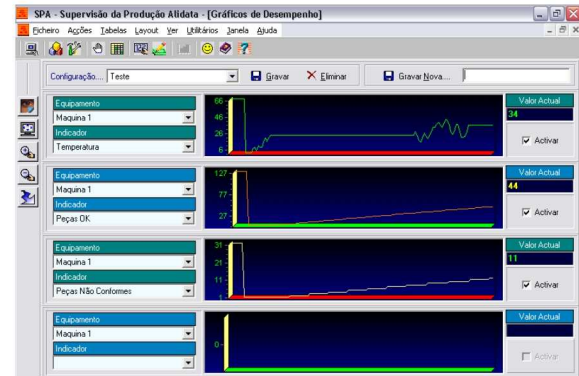 SPA - Supervisão da Produção Alidata - [Gráficos de Desempenho]
Ficheiro Acções Tabelas Layout Ver Utilitários Janela Ajuda
Configuração.... Teste Gravar Eliminar Gravar Nova....
Equipamento
Maquina 1
Indicador
Temperatura
66
46
26
6
Valor Actual
34
Activar
Equipamento
Maquina 1
Indicador
Peças OK
127
77
27
Valor Actual
44
Activar
Equipamento
Maquina 1
Indicador
Peças Não Conformes
31
21
11
1
Valor Actual
11
Activar
Equipamento
Maquina 1
Indicador
0
Valor Actual
Activar